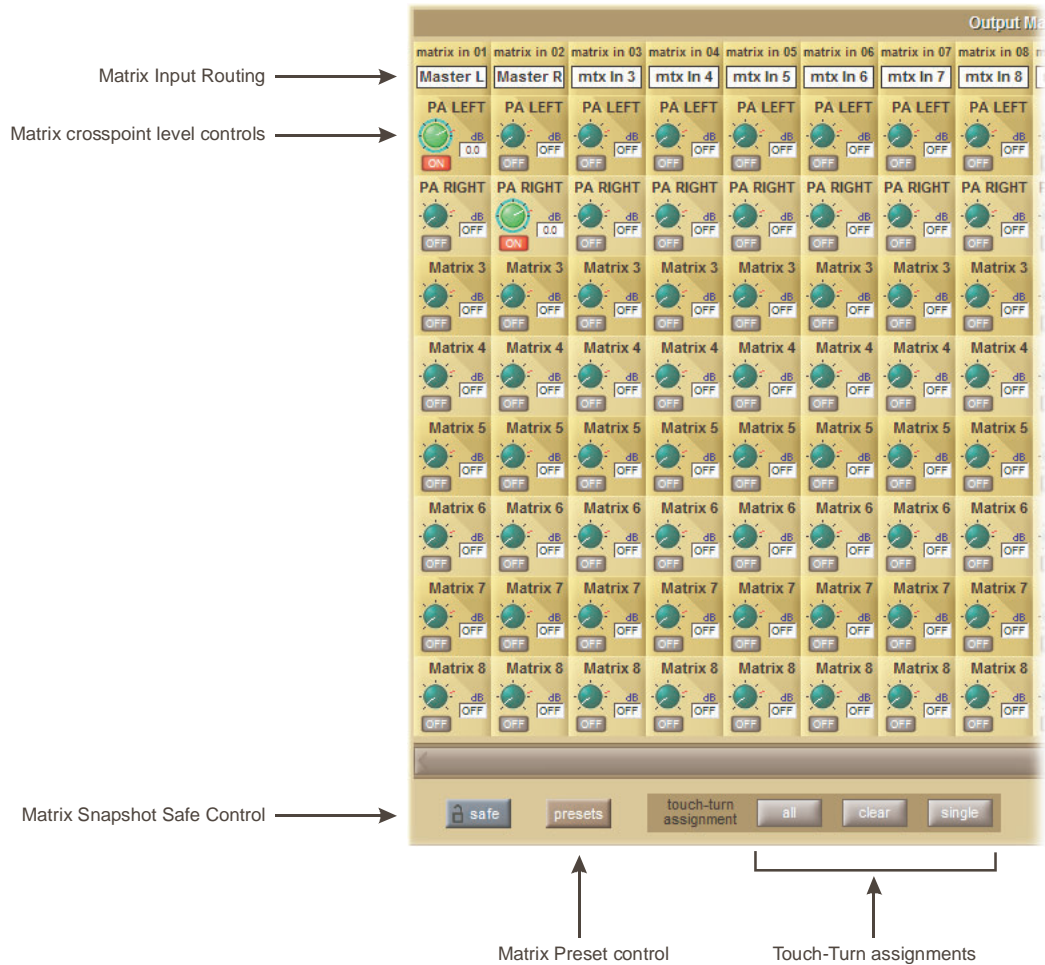 Output Ma
matrix in 01 matrix in 02 matrix in 03 matrix in 04 matrix in 05 matrix in 06 matrix in 07 matrix in 08
Matrix Input Routing
Master L Master R mtx In 3 mtx In 4 mtx In 5 mtx In 6 mtx In 7 mtx In 8
PA LEFT PA LEFT PA LEFT PA LEFT PA LEFT PA LEFT PA LEFT PA LEFT
Matrix crosspoint level controls
dB dB dB dB dB dB dB dB
0.0 OFF OFF OFF OFF OFF OFF OFF
ON OFF OFF OFF OFF OFF OFF OFF
PA RIGHT PA RIGHT PA RIGHT PA RIGHT PA RIGHT PA RIGHT PA RIGHT PA RIGHT
dB dB dB dB dB dB dB dB
OFF 0.0 OFF OFF OFF OFF OFF OFF
OFF ON OFF OFF OFF OFF OFF OFF
Matrix 3 Matrix 3 Matrix 3 Matrix 3 Matrix 3 Matrix 3 Matrix 3 Matrix 3
dB dB dB dB dB dB dB dB
OFF OFF OFF OFF OFF OFF OFF OFF
OFF OFF OFF OFF OFF OFF OFF OFF
Matrix 4 Matrix 4 Matrix 4 Matrix 4 Matrix 4 Matrix 4 Matrix 4 Matrix 4
dB dB dB dB dB dB dB dB
OFF OFF OFF OFF OFF OFF OFF OFF
OFF OFF OFF OFF OFF OFF OFF OFF
Matrix 5 Matrix 5 Matrix 5 Matrix 5 Matrix 5 Matrix 5 Matrix 5 Matrix 5
dB dB dB dB dB dB dB dB
OFF OFF OFF OFF OFF OFF OFF OFF
OFF OFF OFF OFF OFF OFF OFF OFF
Matrix 6 Matrix 6 Matrix 6 Matrix 6 Matrix 6 Matrix 6 Matrix 6 Matrix 6
dB dB dB dB dB dB dB dB
OFF OFF OFF OFF OFF OFF OFF OFF
OFF OFF OFF OFF OFF OFF OFF OFF
Matrix 7 Matrix 7 Matrix 7 Matrix 7 Matrix 7 Matrix 7 Matrix 7 Matrix 7
dB dB dB dB dB dB dB dB
OFF OFF OFF OFF OFF OFF OFF OFF
OFF OFF OFF OFF OFF OFF OFF OFF
Matrix 8 Matrix 8 Matrix 8 Matrix 8 Matrix 8 Matrix 8 Matrix 8 Matrix 8
dB dB dB dB dB dB dB dB
OFF OFF OFF OFF OFF OFF OFF OFF
OFF OFF OFF OFF OFF OFF OFF OFF
Matrix Snapshot Safe Control
safe presets touch-turn assignment all clear single
Matrix Preset control
Touch-Turn assignments